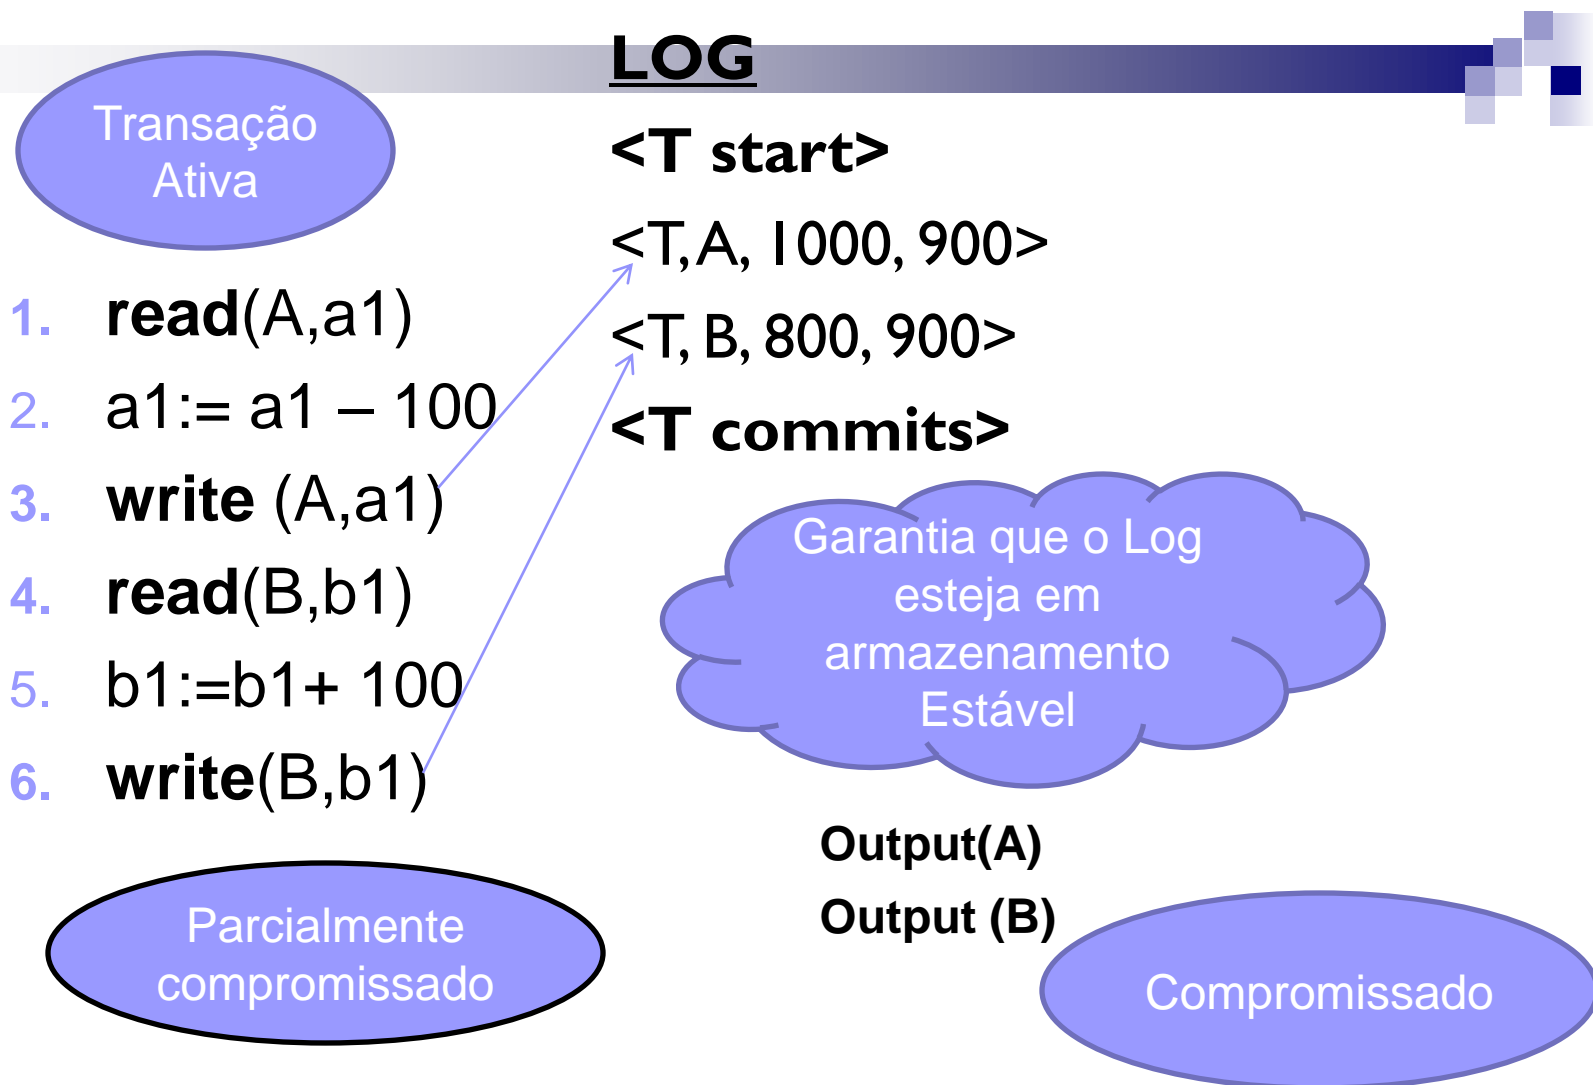 Transação
Ativa
1. read(A,a1)
2. a1:= a1 – 100
3. write (A,a1)
4. read(B,b1)
5. b1:=b1+ 100
6. write(B,b1)
Parcialmente
compromissado
LOG
<T start>
<T, A, 1000, 900>
<T, B, 800, 900>
<T commits>
Garantia que o Log
esteja em
armazenamento
Estável
Output(A)
Output (B)
Compromissado